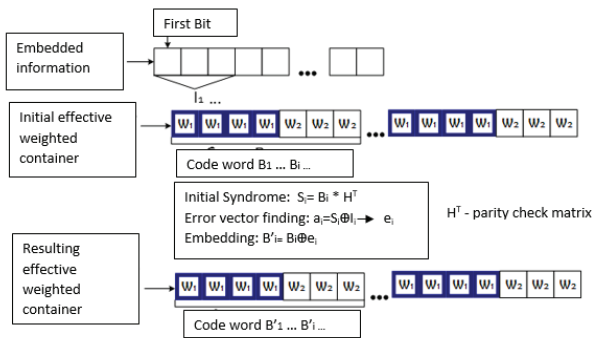 First Bit
Embedded
information
...
I₁ ...
Initial effective
weighted
container
W₁ W₁ W₁ W₁ W₂ W₂ W₂ ... W₁ W₁ W₁ W₁ W₂ W₂ W₂
Code word B₁ ... Bᵢ ...
Initial Syndrome: Sᵢ= Bᵢ * Hᵀ
Error vector finding: aᵢ=Sᵢ⊕Iᵢ→ eᵢ
Embedding: B'ᵢ= Bᵢ⊕eᵢ
Hᵀ - parity check matrix
Resulting
effective
weighted
container
W₁ W₁ W₁ W₁ W₂ W₂ W₂ ... W₁ W₁ W₁ W₁ W₂ W₂ W₂
Code word B'₁ ... B'ᵢ ...